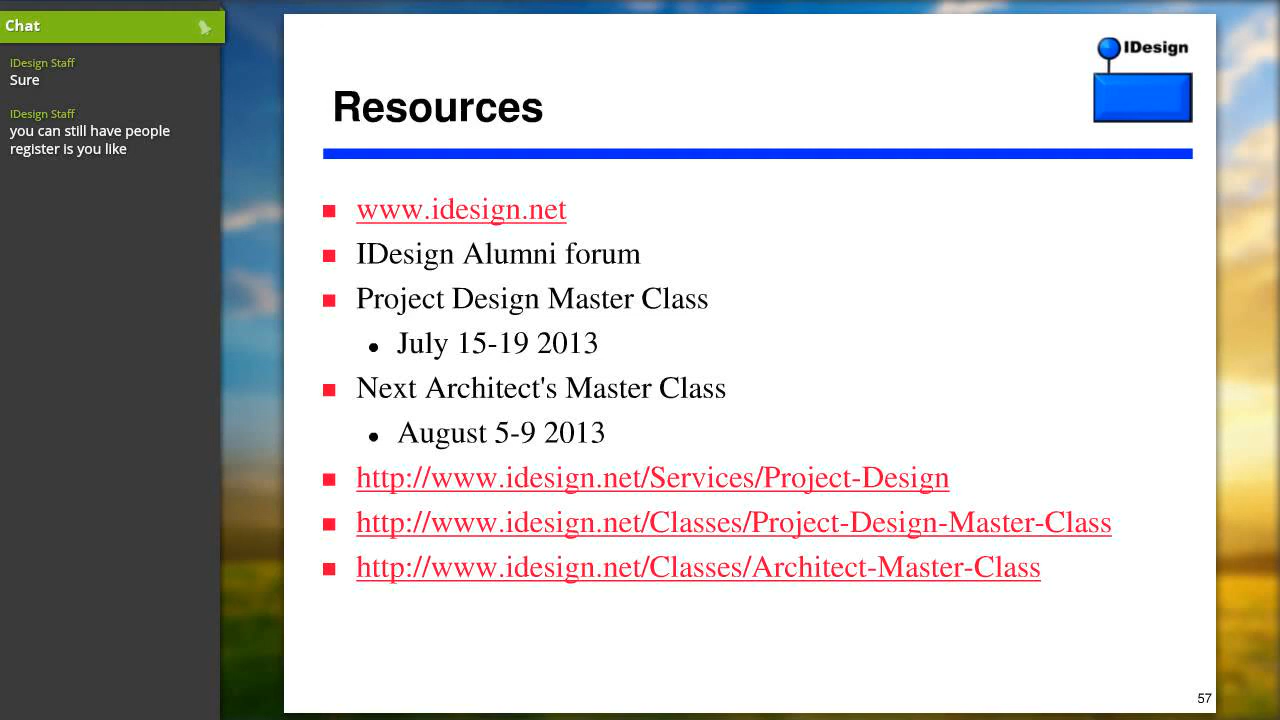 Chat
IDesign Staff
Sure
IDesign Staff
you can still have people
register is you like
IDesign
Resources
www.idesign.net
IDesign Alumni forum
Project Design Master Class
July 15-19 2013
Next Architect's Master Class
August 5-9 2013
http://www.idesign.net/Services/Project-Design
http://www.idesign.net/Classes/Project-Design-Master-Class
http://www.idesign.net/Classes/Architect-Master-Class
57